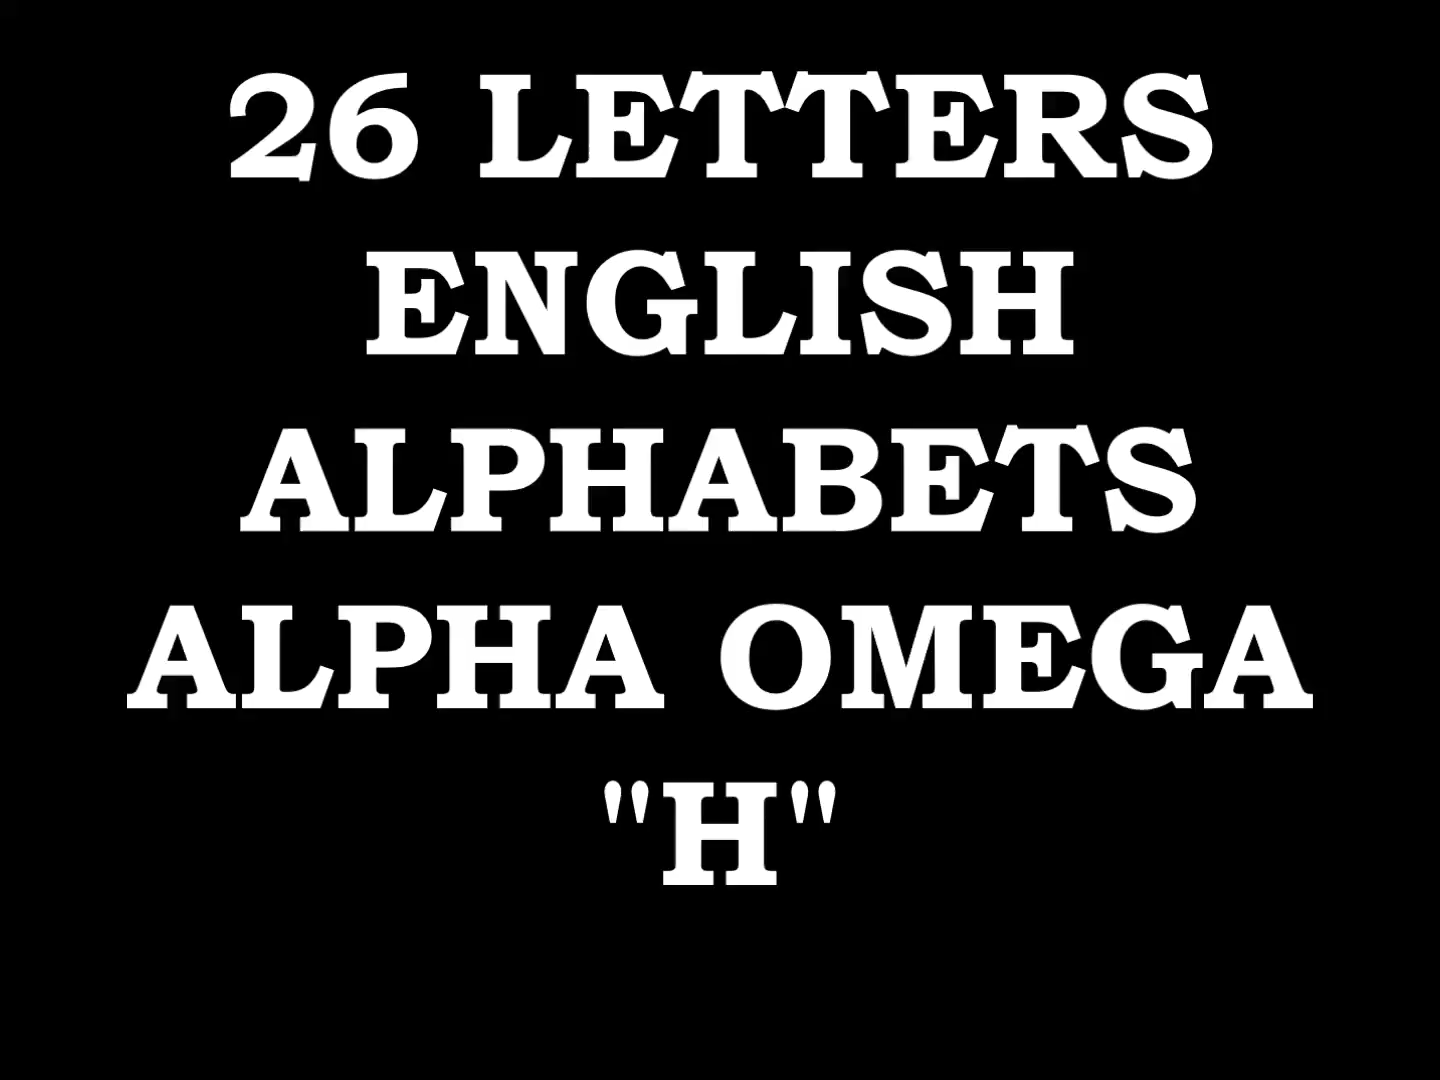 26 LETTERS
ENGLISH
ALPHABETS
ALPHA OMEGA
"H"